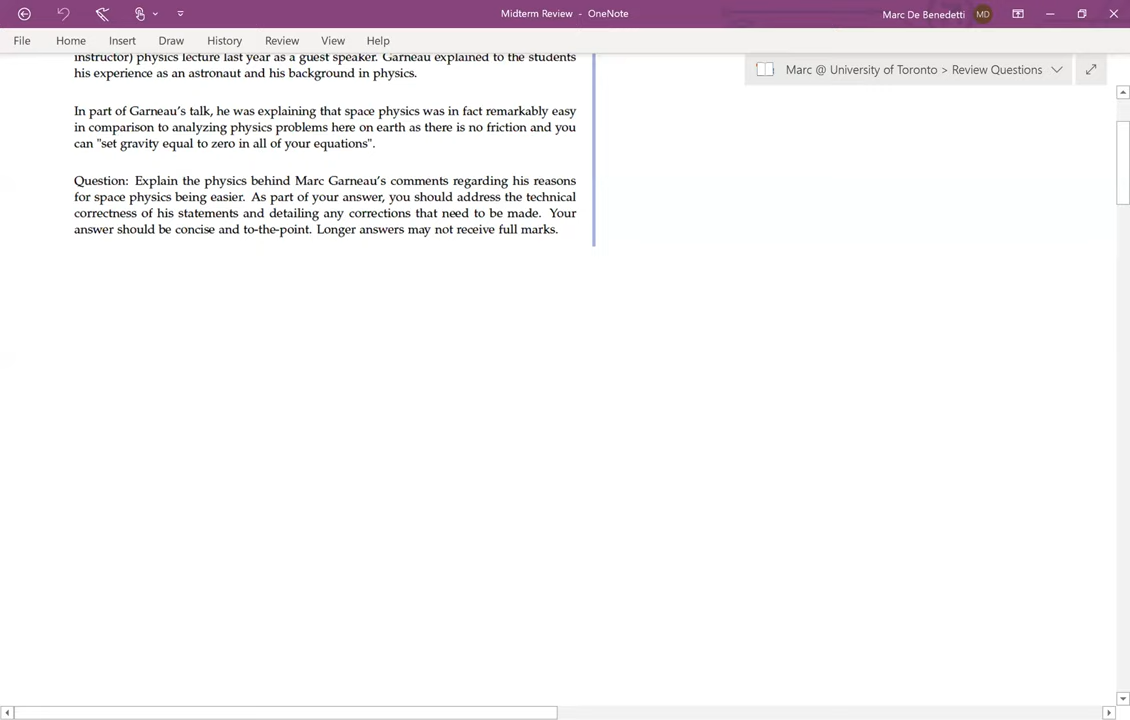 Midterm Review - OneNote
Marc De Benedetti MD
File Home Insert Draw History Review View Help
Marc @ University of Toronto > Review Questions
instructor) physics lecture last year as a guest speaker. Garneau explained to the students
his experience as an astronaut and his background in physics.
In part of Garneau's talk, he was explaining that space physics was in fact remarkably easy
in comparison to analyzing physics problems here on earth as there is no friction and you
can "set gravity equal to zero in all of your equations".
Question: Explain the physics behind Marc Garneau's comments regarding his reasons
for space physics being easier. As part of your answer, you should address the technical
correctness of his statements and detailing any corrections that need to be made. Your
answer should be concise and to-the-point. Longer answers may not receive full marks.